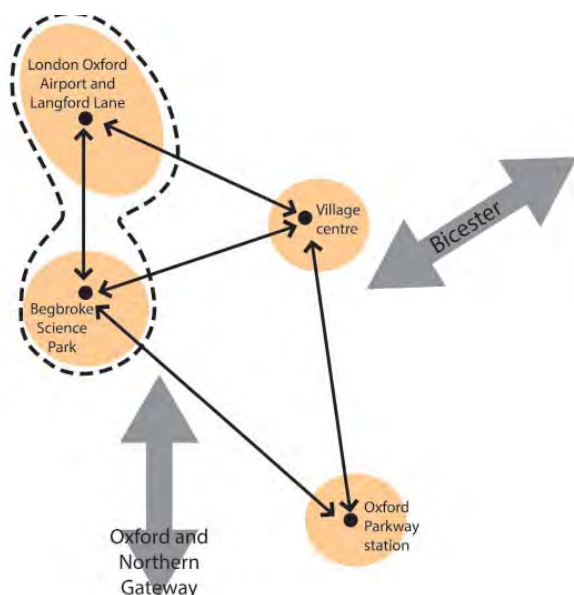 London Oxford
Airport and
Langford Lane
Village
centre
Bicester
Begbroke
Science
Park
Oxford
Parkway
station
Oxford and
Northern
Gateway